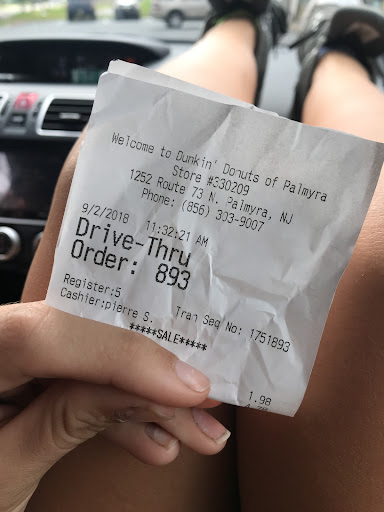 Welcome to Dunkin' Donuts of Palmyra
Store #330209
1252 Route 73 N. Palmyra, NJ
Phone: (856) 303-9007
9/2/2018 11:32:21 AM
Drive-Thru
Order: 893
Register:5 Tran Seq No: 1751893
Cashier:pierre S.
*****SALE*****
1.98